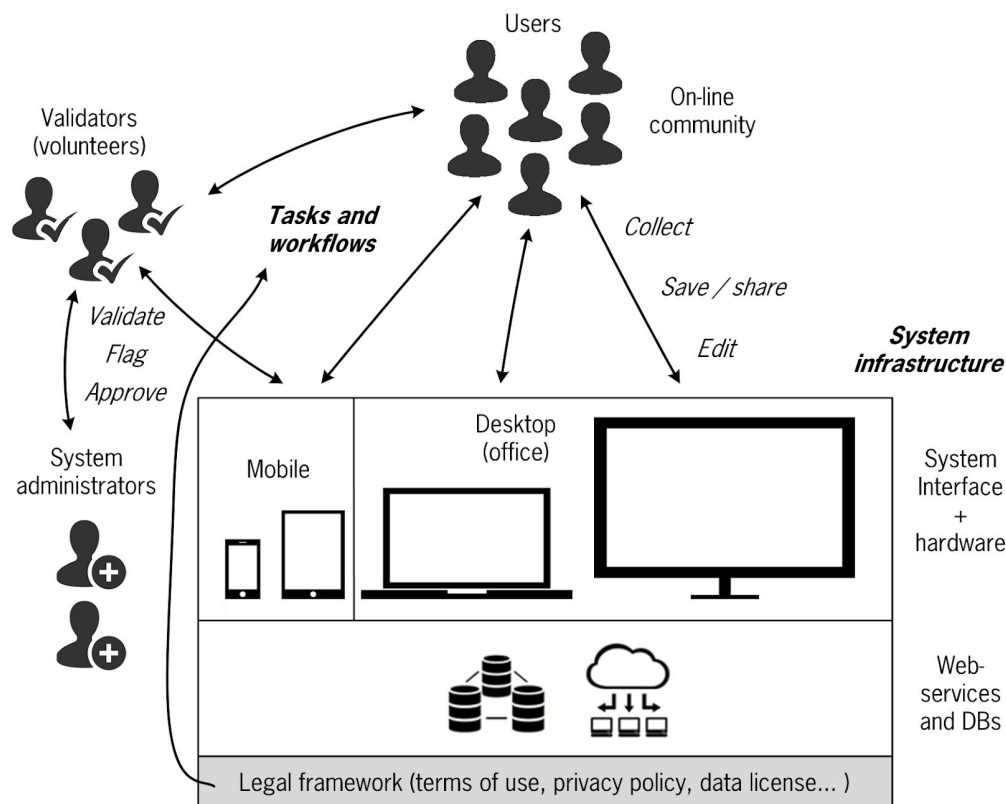 Users
On-line
community
Validators
(volunteers)
Tasks and
workflows
Collect
Save / share
Edit
Validate
Flag
Approve
System
infrastructure
System
administrators
Mobile
Desktop
(office)
System
Interface
+
hardware
Web-
services
and DBs
Legal framework (terms of use, privacy policy, data license... )